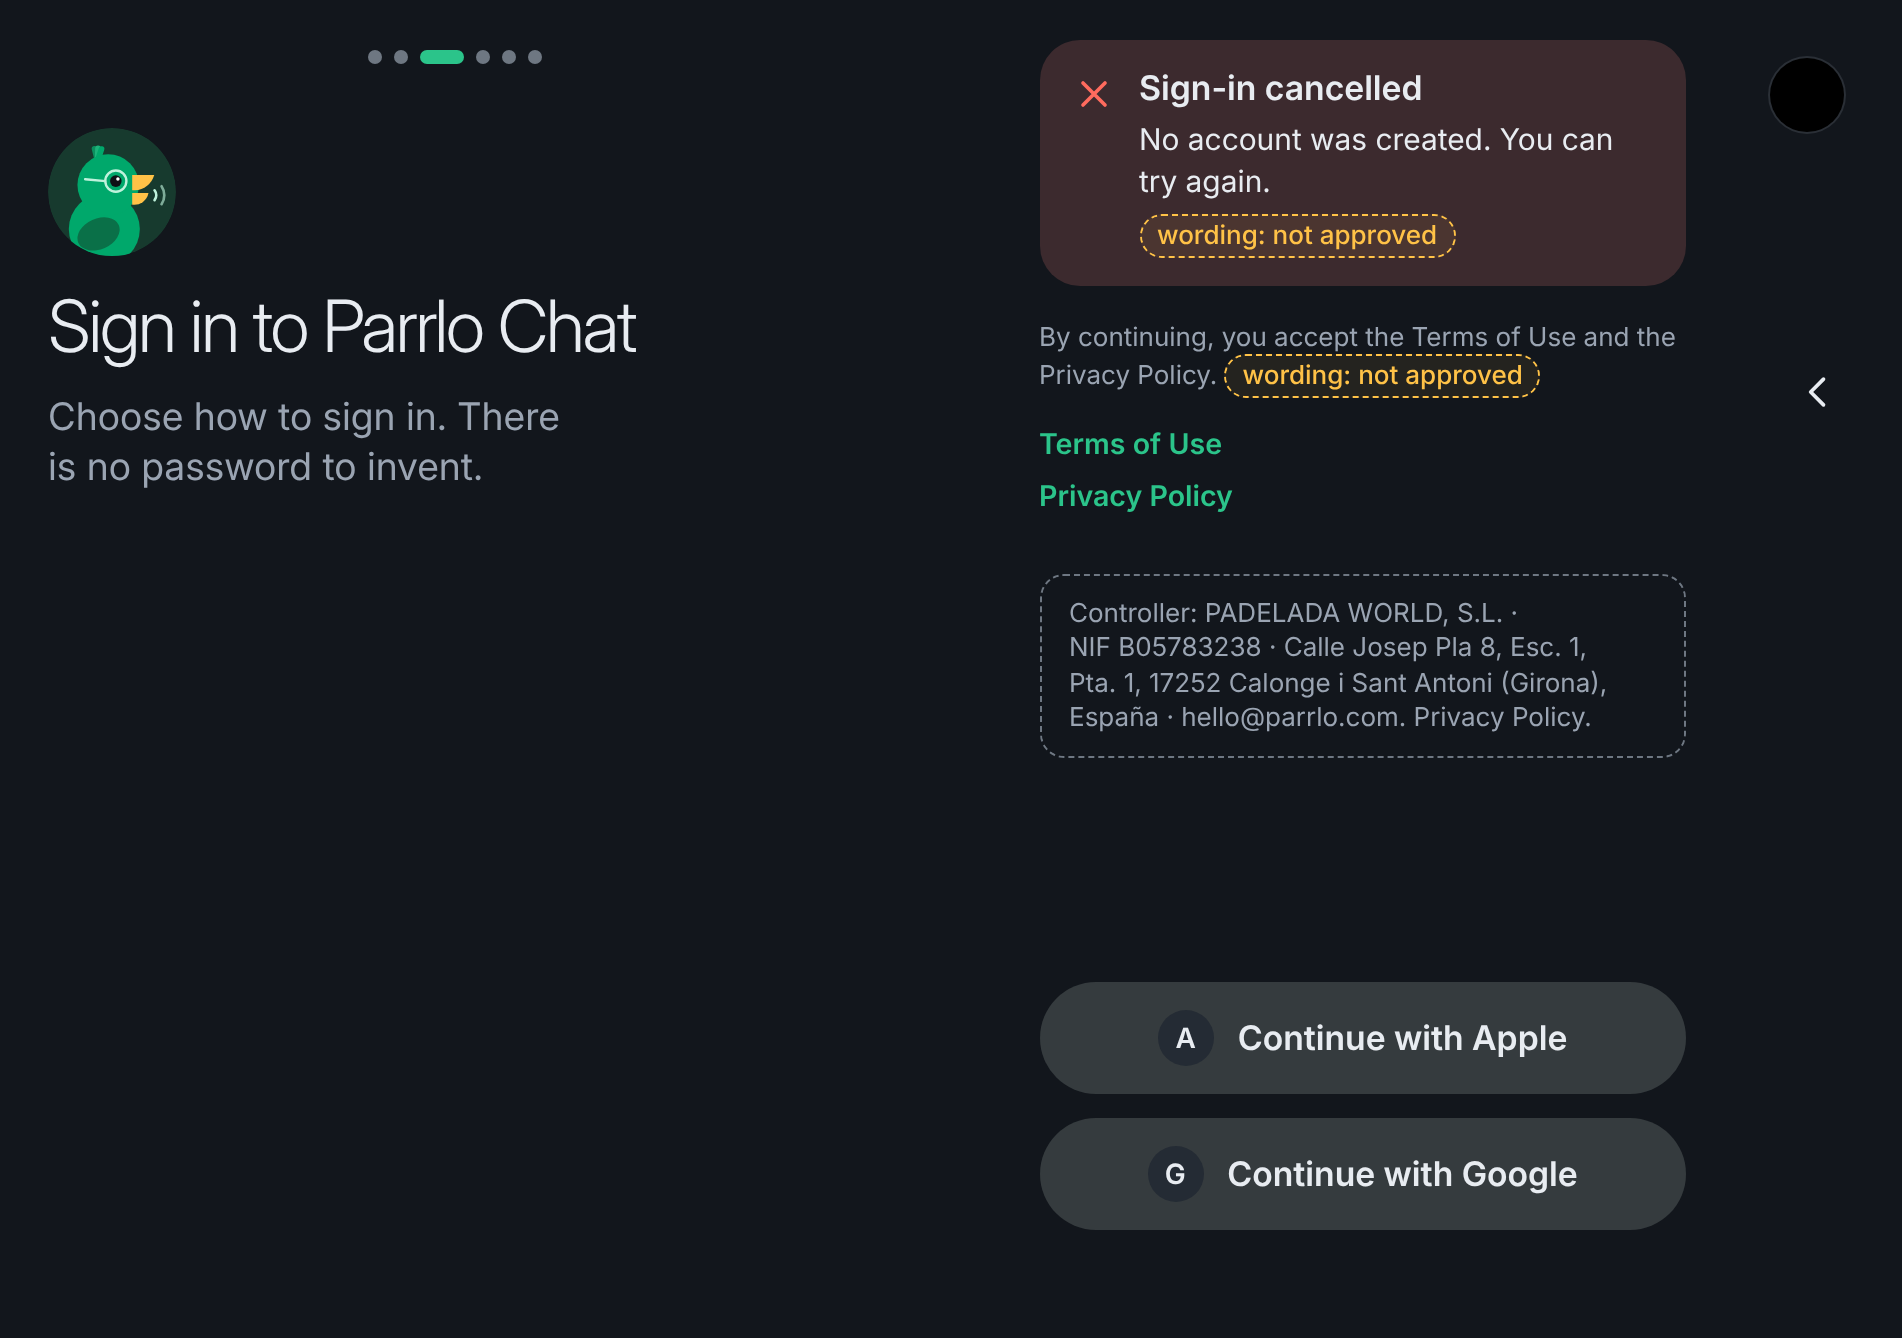 Sign in to Parrlo Chat
Choose how to sign in. There
is no password to invent.
Sign-in cancelled
No account was created. You can
try again.
wording: not approved
By continuing, you accept the Terms of Use and the
Privacy Policy. wording: not approved
Terms of Use
Privacy Policy
Controller: PADELADA WORLD, S.L. ·
NIF B05783238 · Calle Josep Pla 8, Esc. 1,
Pta. 1, 17252 Calonge i Sant Antoni (Girona),
España · hello@parrlo.com. Privacy Policy.
A Continue with Apple
G Continue with Google